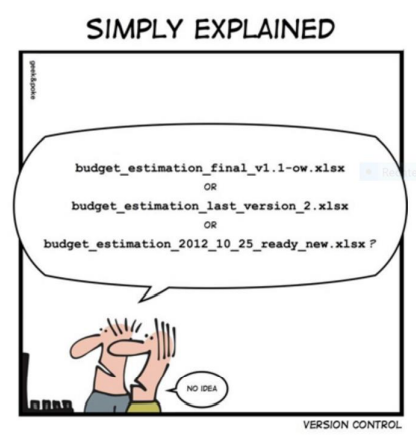 SIMPLY EXPLAINED
geek&poke
budget_estimation_final_v1.1-ow.xlsx
OR
budget_estimation_last_version_2.xlsx
OR
budget_estimation_2012_10_25_ready_new.xlsx ?
NO IDEA
VERSION CONTROL